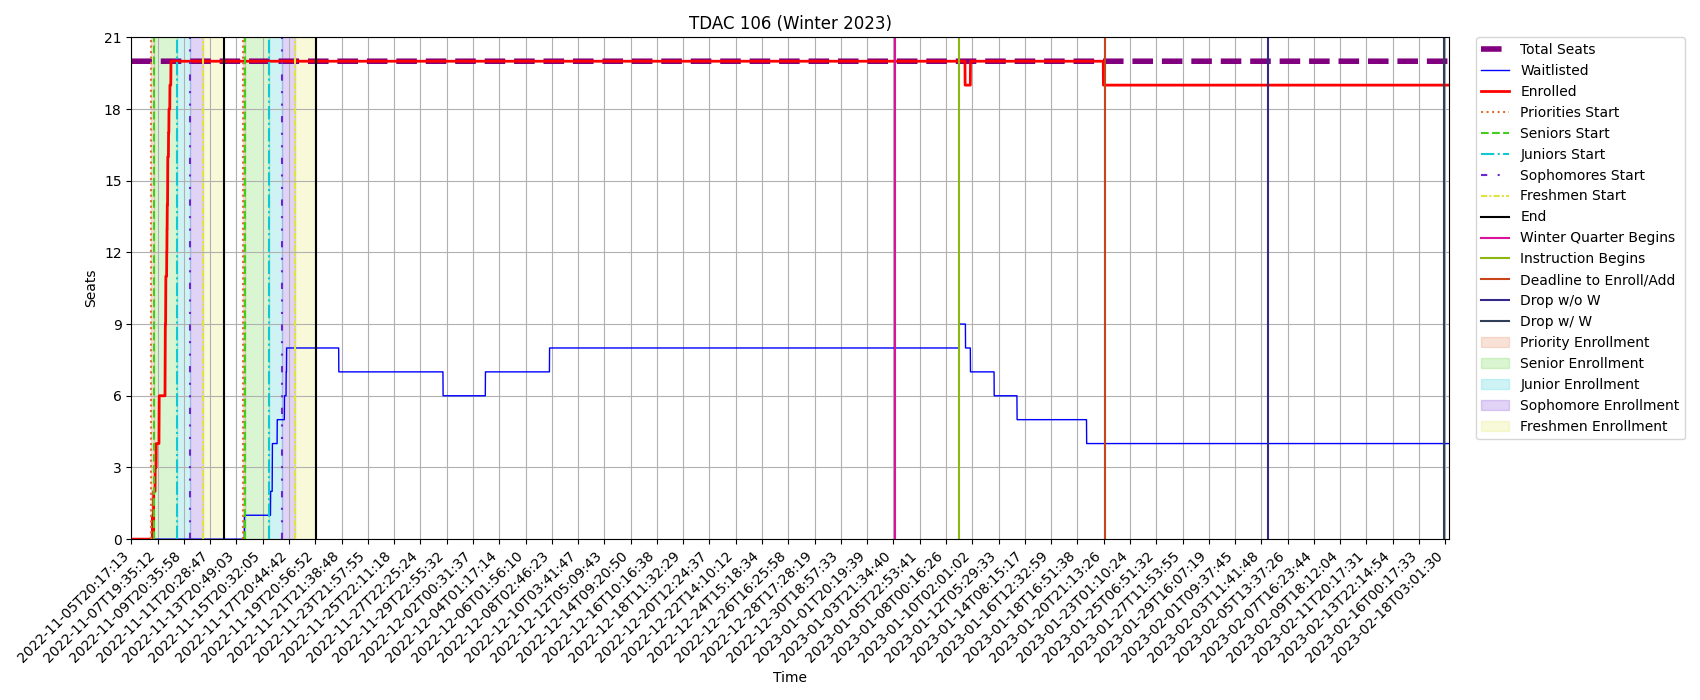 TDAC 106 (Winter 2023)
21
18
15
12
9
6
3
0
Seats
2022-11-05T20:17:13
2022-11-07T19:35:12
2022-11-09T20:35:58
2022-11-11T20:28:47
2022-11-13T20:49:03
2022-11-15T20:32:05
2022-11-17T20:44:42
2022-11-19T20:56:52
2022-11-21T21:38:48
2022-11-23T21:57:55
2022-11-25T22:11:18
2022-11-27T22:25:24
2022-11-29T22:55:32
2022-12-02T00:31:37
2022-12-04T01:17:14
2022-12-06T01:56:10
2022-12-08T02:46:23
2022-12-10T03:41:47
2022-12-12T05:09:43
2022-12-14T09:20:50
2022-12-16T10:16:38
2022-12-18T11:32:29
2022-12-20T12:24:37
2022-12-22T14:10:12
2022-12-24T15:18:34
2022-12-26T16:25:58
2022-12-28T17:28:19
2022-12-30T18:57:33
2023-01-01T20:19:39
2023-01-03T21:34:40
2023-01-05T22:53:41
2023-01-08T00:16:26
2023-01-10T02:01:02
2023-01-12T05:29:33
2023-01-14T08:15:17
2023-01-16T12:32:59
2023-01-18T16:51:38
2023-01-20T21:13:26
2023-01-23T01:10:24
2023-01-25T06:51:32
2023-01-27T11:53:55
2023-01-29T16:07:19
2023-02-01T09:37:45
2023-02-03T11:41:48
2023-02-05T13:37:26
2023-02-07T16:23:44
2023-02-09T18:12:04
2023-02-11T20:17:31
2023-02-13T22:14:54
2023-02-16T00:17:33
2023-02-18T03:01:30
Time
Total Seats
Waitlisted
Enrolled
Priorities Start
Seniors Start
Juniors Start
Sophomores Start
Freshmen Start
End
Winter Quarter Begins
Instruction Begins
Deadline to Enroll/Add
Drop w/o W
Drop w/ W
Priority Enrollment
Senior Enrollment
Junior Enrollment
Sophomore Enrollment
Freshmen Enrollment